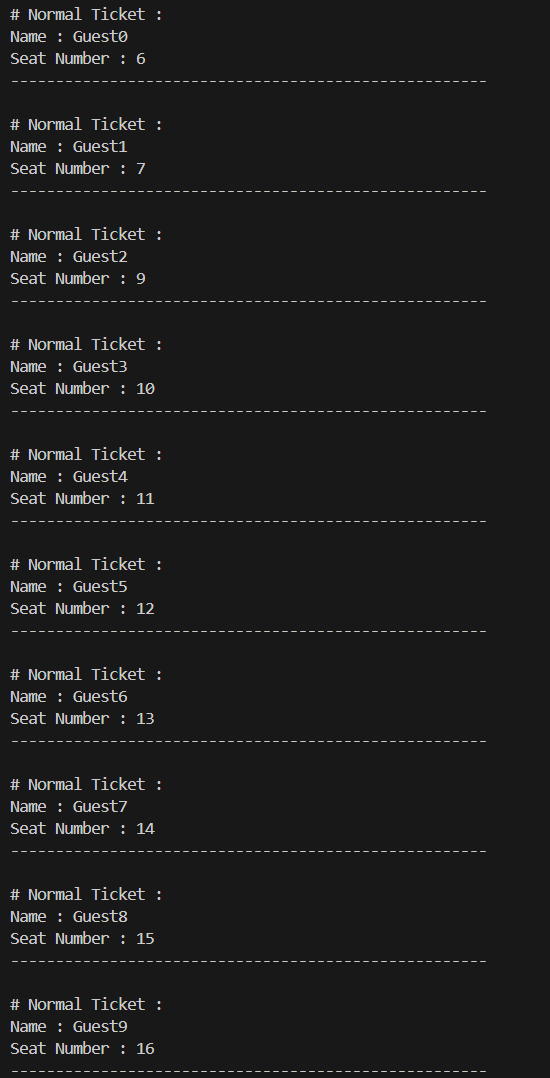 # Normal Ticket :
Name : Guest0
Seat Number : 6
-----------------------------------------------------
# Normal Ticket :
Name : Guest1
Seat Number : 7
-----------------------------------------------------
# Normal Ticket :
Name : Guest2
Seat Number : 9
-----------------------------------------------------
# Normal Ticket :
Name : Guest3
Seat Number : 10
-----------------------------------------------------
# Normal Ticket :
Name : Guest4
Seat Number : 11
-----------------------------------------------------
# Normal Ticket :
Name : Guest5
Seat Number : 12
-----------------------------------------------------
# Normal Ticket :
Name : Guest6
Seat Number : 13
-----------------------------------------------------
# Normal Ticket :
Name : Guest7
Seat Number : 14
-----------------------------------------------------
# Normal Ticket :
Name : Guest8
Seat Number : 15
-----------------------------------------------------
# Normal Ticket :
Name : Guest9
Seat Number : 16
-----------------------------------------------------